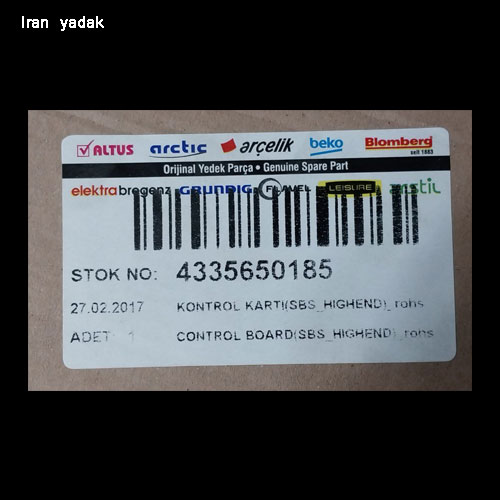 Iran yadak
ALTUS arctic arçelik beko Blomberg seit 1883
Orijinal Yedek Parça • Genuine Spare Part
elektrabregenz GRUNDIG FLAVEL LEISURE arstil
STOK NO: 4335650185
27.02.2017 KONTROL KARTI(SBS_HIGHEND)_rohs
ADET: 1 CONTROL BOARD(SBS_HIGHEND)_rohs